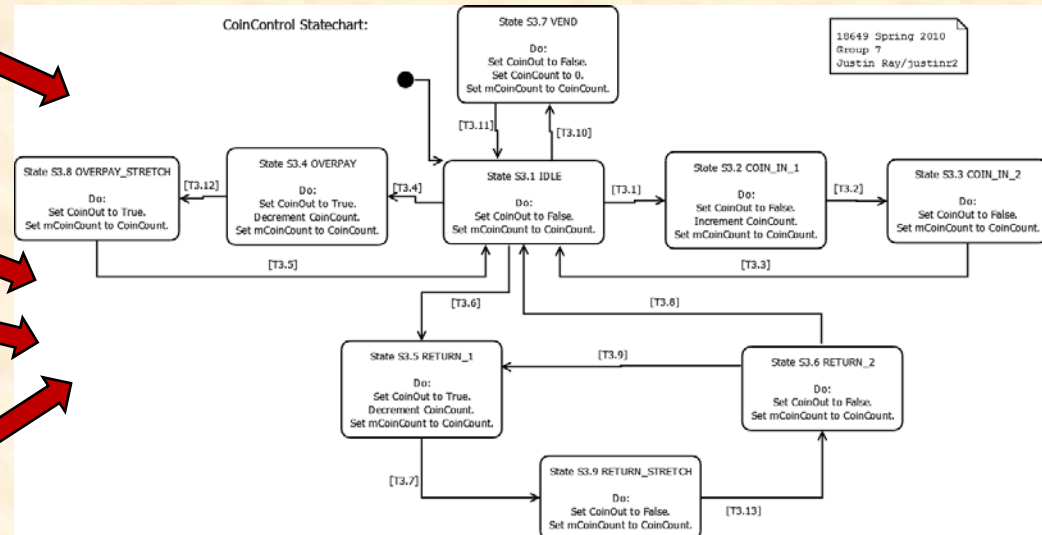 CoinControl Statechart:
18649 Spring 2010
Group 7
Justin Ray/justinr2
State S3.7 VEND
Do:
Set CoinOut to False.
Set CoinCount to 0.
Set mCoinCount to CoinCount.
[T3.11]
[T3.10]
State S3.8 OVERPAY_STRETCH
Do:
Set CoinOut to True.
Set mCoinCount to CoinCount.
[T3.12]
State S3.4 OVERPAY
Do:
Set CoinOut to True.
Decrement CoinCount.
Set mCoinCount to CoinCount.
[T3.4]
State S3.1 IDLE
Do:
Set CoinOut to False.
Set mCoinCount to CoinCount.
[T3.1]
State S3.2 COIN_IN_1
Do:
Set CoinOut to False.
Increment CoinCount.
Set mCoinCount to CoinCount.
[T3.2]
State S3.3 COIN_IN_2
Do:
Set CoinOut to False.
Set mCoinCount to CoinCount.
[T3.5]
[T3.3]
[T3.6]
[T3.8]
State S3.5 RETURN_1
Do:
Set CoinOut to True.
Decrement CoinCount.
Set mCoinCount to CoinCount.
[T3.9]
State S3.6 RETURN_2
Do:
Set CoinOut to False.
Set mCoinCount to CoinCount.
[T3.7]
State S3.9 RETURN_STRETCH
Do:
Set CoinOut to False.
Set mCoinCount to CoinCount.
[T3.13]